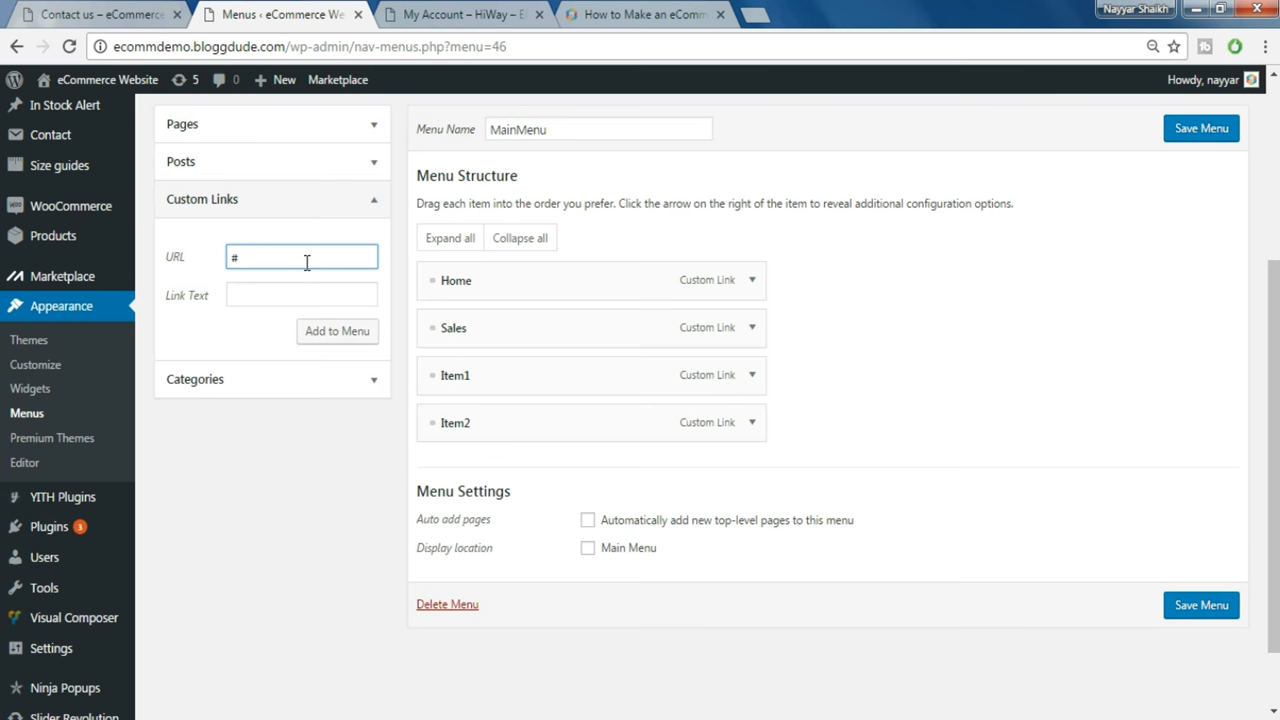 Contact us – eCommerce
Menus ‹ eCommerce We
My Account – HiWay – E
How to Make an eComm
Nayyar Shaikh
ecommdemo.bloggdude.com/wp-admin/nav-menus.php?menu=46
eCommerce Website
5
0
New
Marketplace
Howdy, nayyar
In Stock Alert
Contact
Size guides
WooCommerce
Products
Marketplace
Appearance
Themes
Customize
Widgets
Menus
Premium Themes
Editor
YITH Plugins
Plugins 3
Users
Tools
Visual Composer
Settings
Ninja Popups
Slider Revolution
Pages
Posts
Custom Links
URL #
Link Text
Add to Menu
Categories
Menu Name MainMenu
Save Menu
Menu Structure
Drag each item into the order you prefer. Click the arrow on the right of the item to reveal additional configuration options.
Expand all
Collapse all
Home Custom Link
Sales Custom Link
Item1 Custom Link
Item2 Custom Link
Menu Settings
Auto add pages Automatically add new top-level pages to this menu
Display location Main Menu
Delete Menu
Save Menu